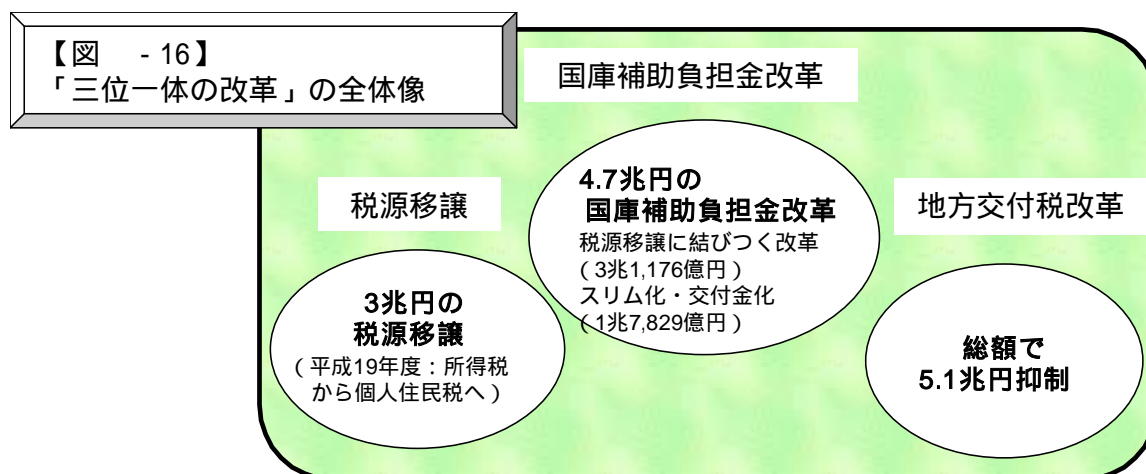 【図　-16】
「三位一体の改革」の全体像
国庫補助負担金改革
税源移譲
4.7兆円の
国庫補助負担金改革
税源移譲に結びつく改革
（3兆1,176億円）
スリム化・交付金化
（1兆7,829億円）
地方交付税改革
3兆円の
税源移譲
（平成19年度：所得税
から個人住民税へ）
総額で
5.1兆円抑制